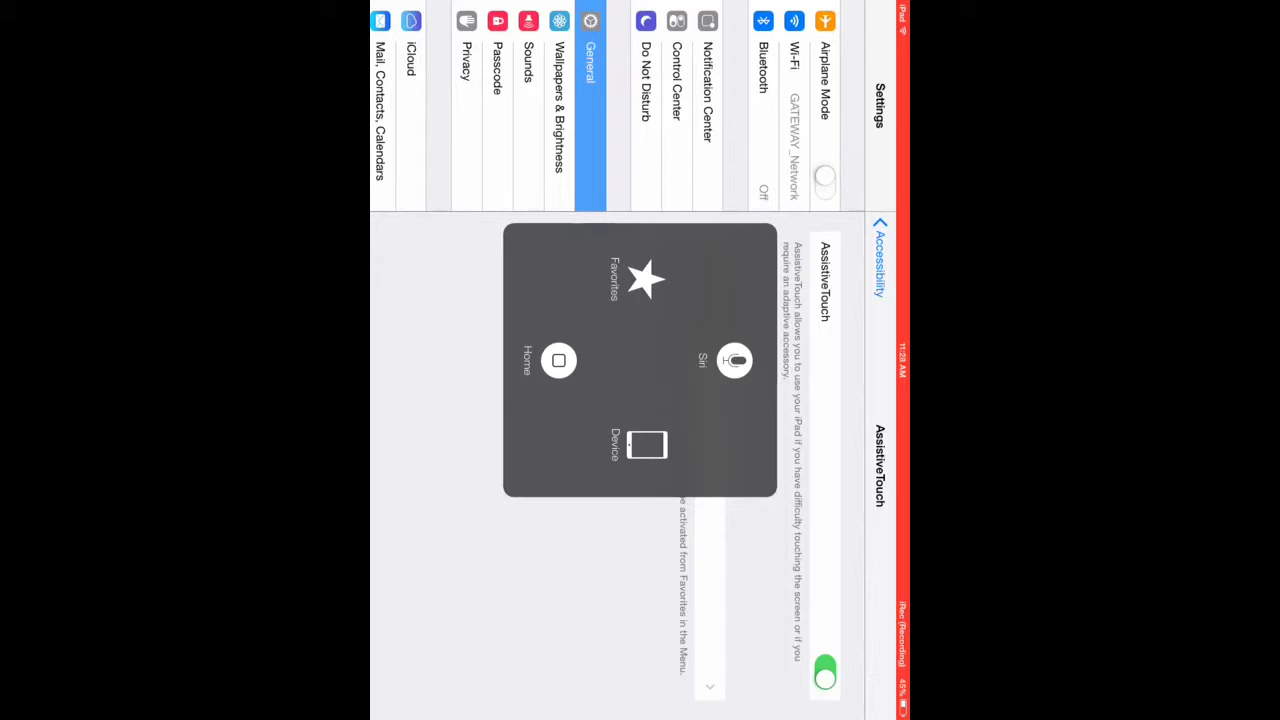 iPad
11:28 AM
iRec (Recording)
45%
Settings
Airplane Mode
Wi-Fi
GATEWAY_Network
Bluetooth
Off
Notification Center
Control Center
Do Not Disturb
General
Wallpapers & Brightness
Sounds
Passcode
Privacy
iCloud
Mail, Contacts, Calendars
Accessibility
AssistiveTouch
AssistiveTouch
AssistiveTouch allows you to use your iPad if you have difficulty touching the screen or if you
require an adaptive accessory.
be activated from Favorites in the Menu.
Siri
Favorites
Device
Home